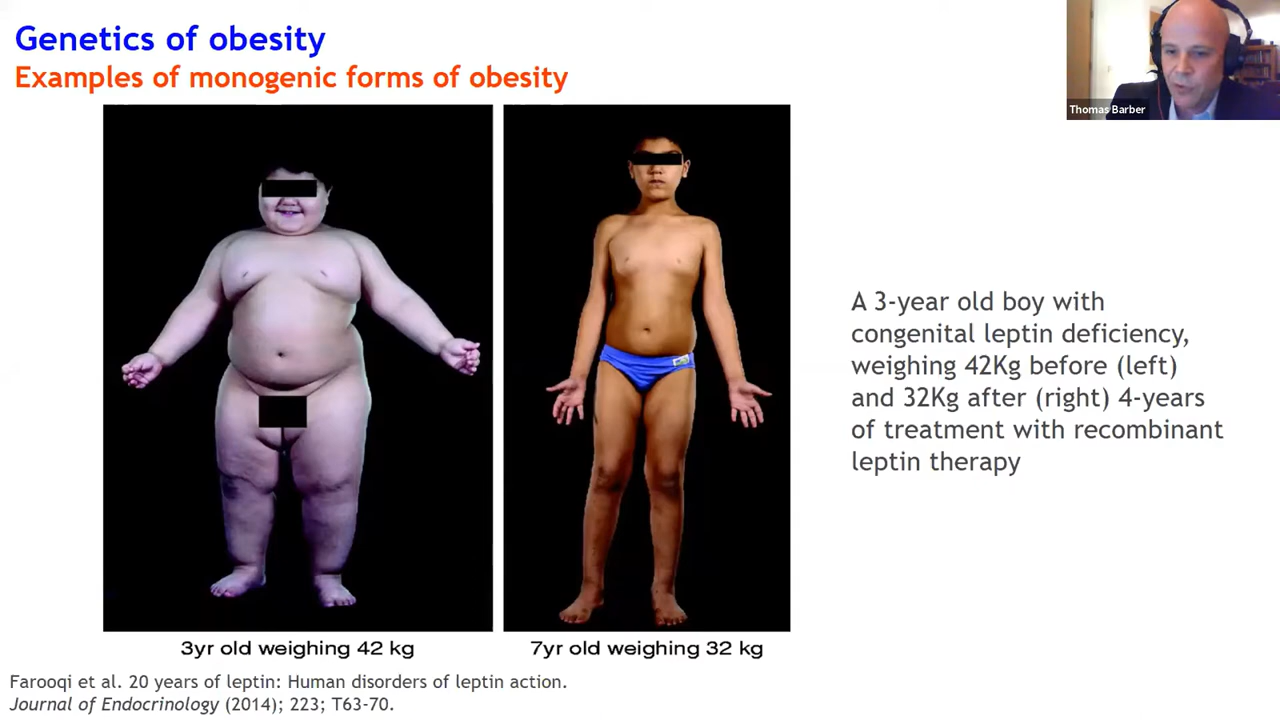 Genetics of obesity
Examples of monogenic forms of obesity
Thomas Barber
A 3-year old boy with
congenital leptin deficiency,
weighing 42Kg before (left)
and 32Kg after (right) 4-years
of treatment with recombinant
leptin therapy
3yr old weighing 42 kg
7yr old weighing 32 kg
Farooqi et al. 20 years of leptin: Human disorders of leptin action.
Journal of Endocrinology (2014); 223; T63-70.